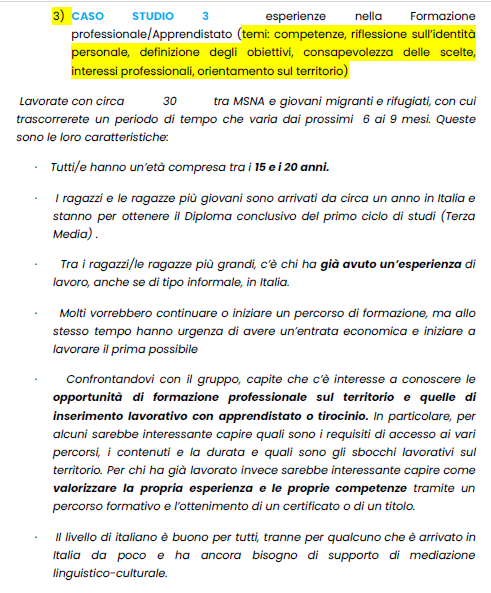 3) CASO STUDIO 3 esperienze nella Formazione
professionale/Apprendistato (temi: competenze, riflessione sull'identità
personale, definizione degli obiettivi, consapevolezza delle scelte,
interessi professionali, orientamento sul territorio)
Lavorate con circa 30 tra MSNA e giovani migranti e rifugiati, con cui
trascorrerete un periodo di tempo che varia dai prossimi 6 ai 9 mesi. Queste
sono le loro caratteristiche:
· Tutti/e hanno un'età compresa tra i 15 e i 20 anni.
· I ragazzi e le ragazze più giovani sono arrivati da circa un anno in Italia e
stanno per ottenere il Diploma conclusivo del primo ciclo di studi (Terza
Media) .
· Tra i ragazzi/le ragazze più grandi, c'è chi ha già avuto un'esperienza di
lavoro, anche se di tipo informale, in Italia.
· Molti vorrebbero continuare o iniziare un percorso di formazione, ma allo
stesso tempo hanno urgenza di avere un'entrata economica e iniziare a
lavorare il prima possibile
· Confrontandovi con il gruppo, capite che c'è interesse a conoscere le
opportunità di formazione professionale sul territorio e quelle di
inserimento lavorativo con apprendistato o tirocinio. In particolare, per
alcuni sarebbe interessante capire quali sono i requisiti di accesso ai vari
percorsi, i contenuti e la durata e quali sono gli sbocchi lavorativi sul
territorio. Per chi ha già lavorato invece sarebbe interessante capire come
valorizzare la propria esperienza e le proprie competenze tramite un
percorso formativo e l'ottenimento di un certificato o di un titolo.
· Il livello di italiano è buono per tutti, tranne per qualcuno che è arrivato in
Italia da poco e ha ancora bisogno di supporto di mediazione
linguistico-culturale.